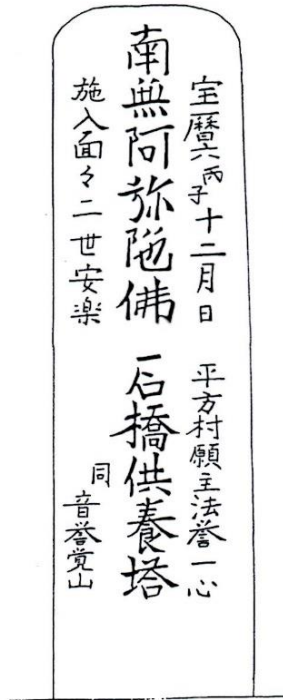 宝暦六丙子十二月日　平方村願主法誉一心
南無阿弥陀佛　石橋供養塔
施入面々二世安楽　同　音誉覚山